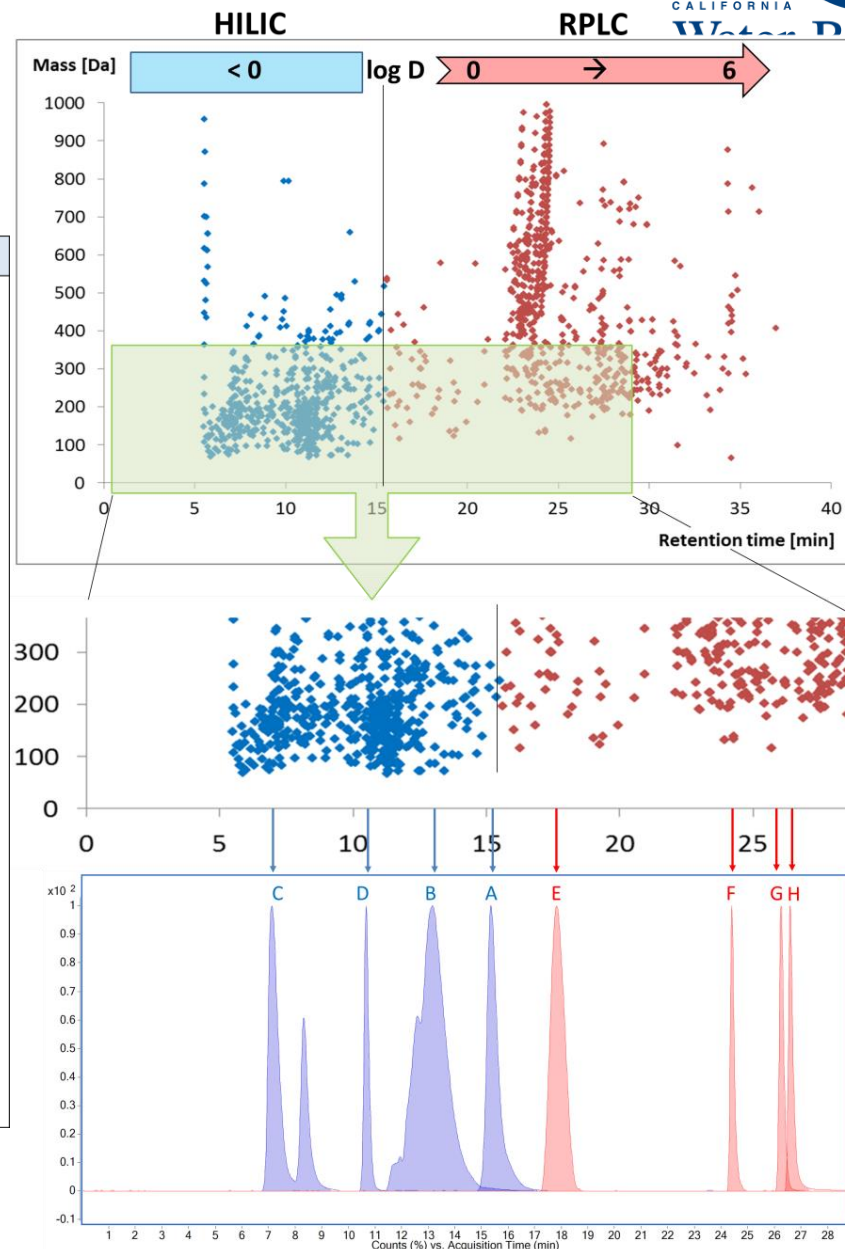 CALIFORNIA
HILIC RPLC
Mass [Da] < 0 log D 0 → 6
1000
900
800
700
600
500
400
300
200
100
0
0 5 10 15 20 25 30 35 40
Retention time [min]
300
200
100
0
0 5 10 15 20 25
x10 2
C D B A E F G H
1
0.9
0.8
0.7
0.6
0.5
0.4
0.3
0.2
0.1
0
-0.1
1 2 3 4 5 6 7 8 9 10 11 12 13 14 15 16 17 18 19 20 21 22 23 24 25 26 27 28
Counts (%) vs. Acquisition Time (min)